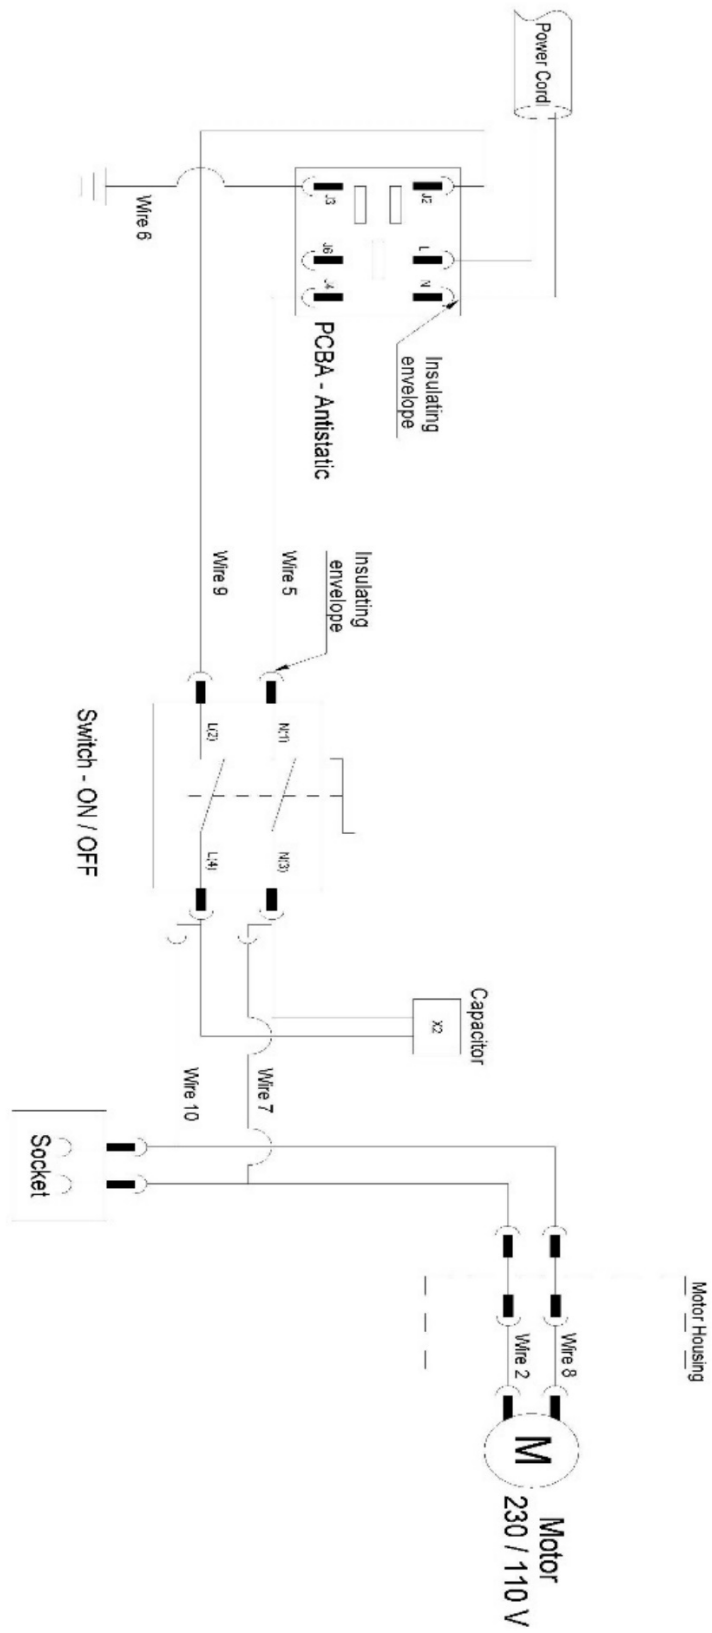 Power Cord
J2
L
N
J3
J6
J4
Wire 6
Insulating
envelope
PCBA - Antistatic
Insulating
envelope
Wire 5
Wire 9
N(1)
L(2)
N(3)
L(4)
Switch - ON / OFF
Capacitor
X2
Wire 7
Wire 10
Socket
Motor Housing
Wire 8
Wire 2
M
Motor
230 / 110 V